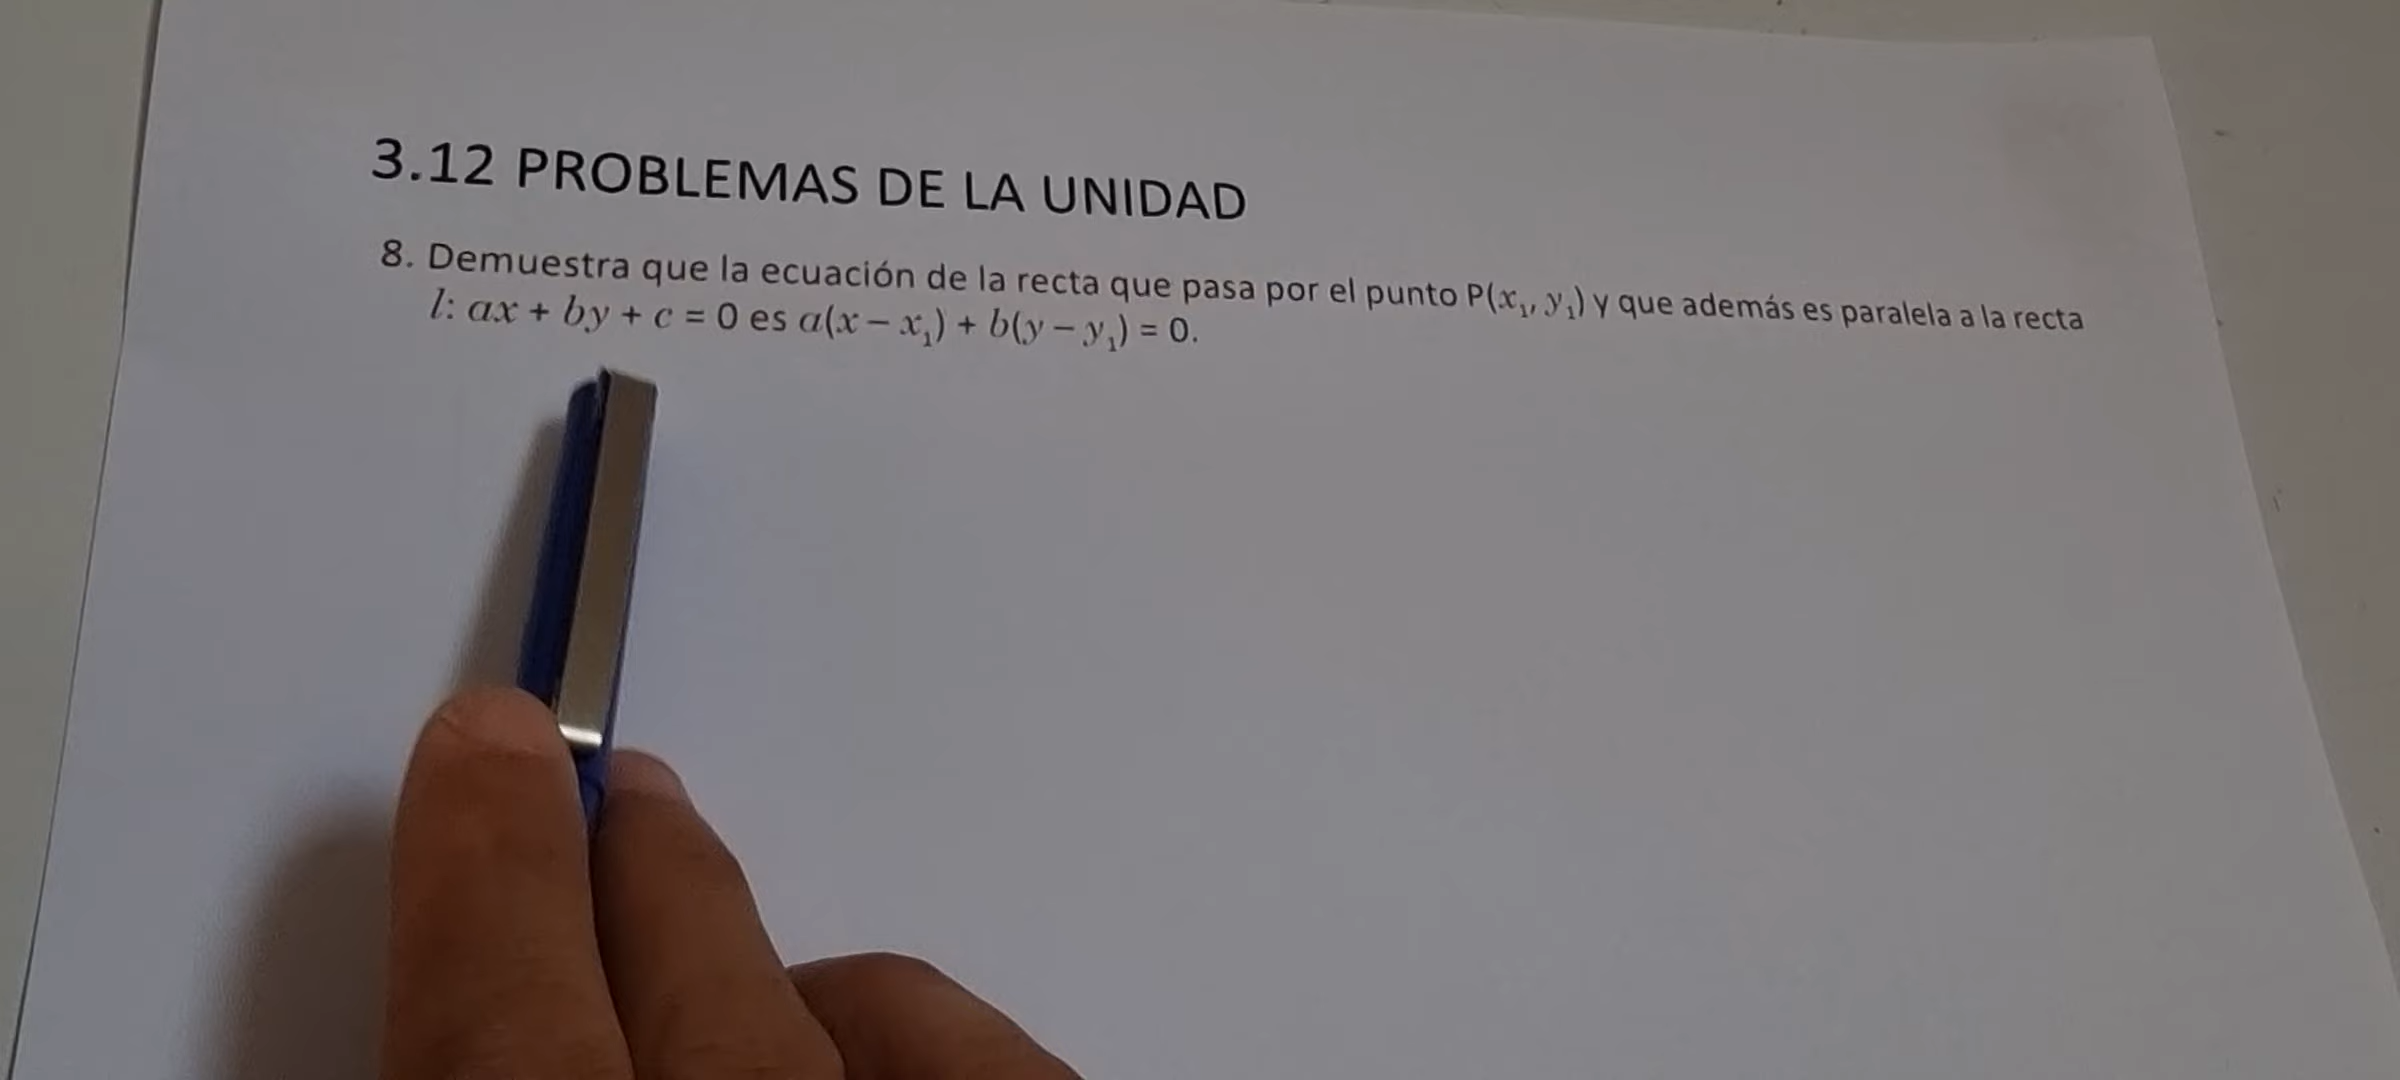 3.12 PROBLEMAS DE LA UNIDAD
8. Demuestra que la ecuación de la recta que pasa por el punto P(x₁, y₁) y que además es paralela a la recta
l: ax + by + c = 0 es a(x – x₁) + b(y – y₁) = 0.